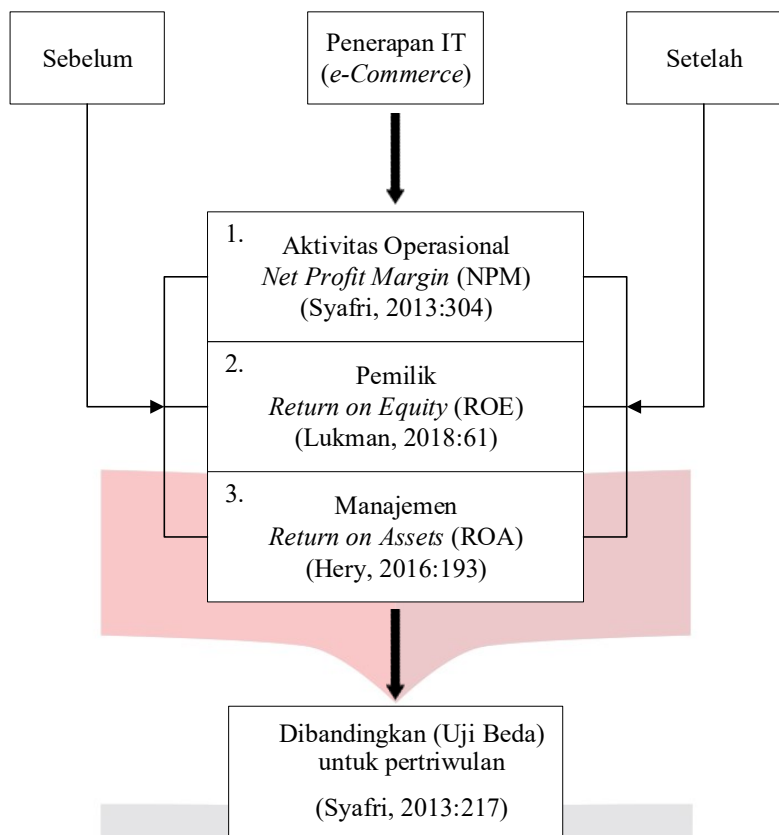 Sebelum
Penerapan IT
(e-Commerce)
Setelah
1.
Aktivitas Operasional
Net Profit Margin (NPM)
(Syafri, 2013:304)
2.
Pemilik
Return on Equity (ROE)
(Lukman, 2018:61)
3.
Manajemen
Return on Assets (ROA)
(Hery, 2016:193)
Dibandingkan (Uji Beda)
untuk pertriwulan
(Syafri, 2013:217)